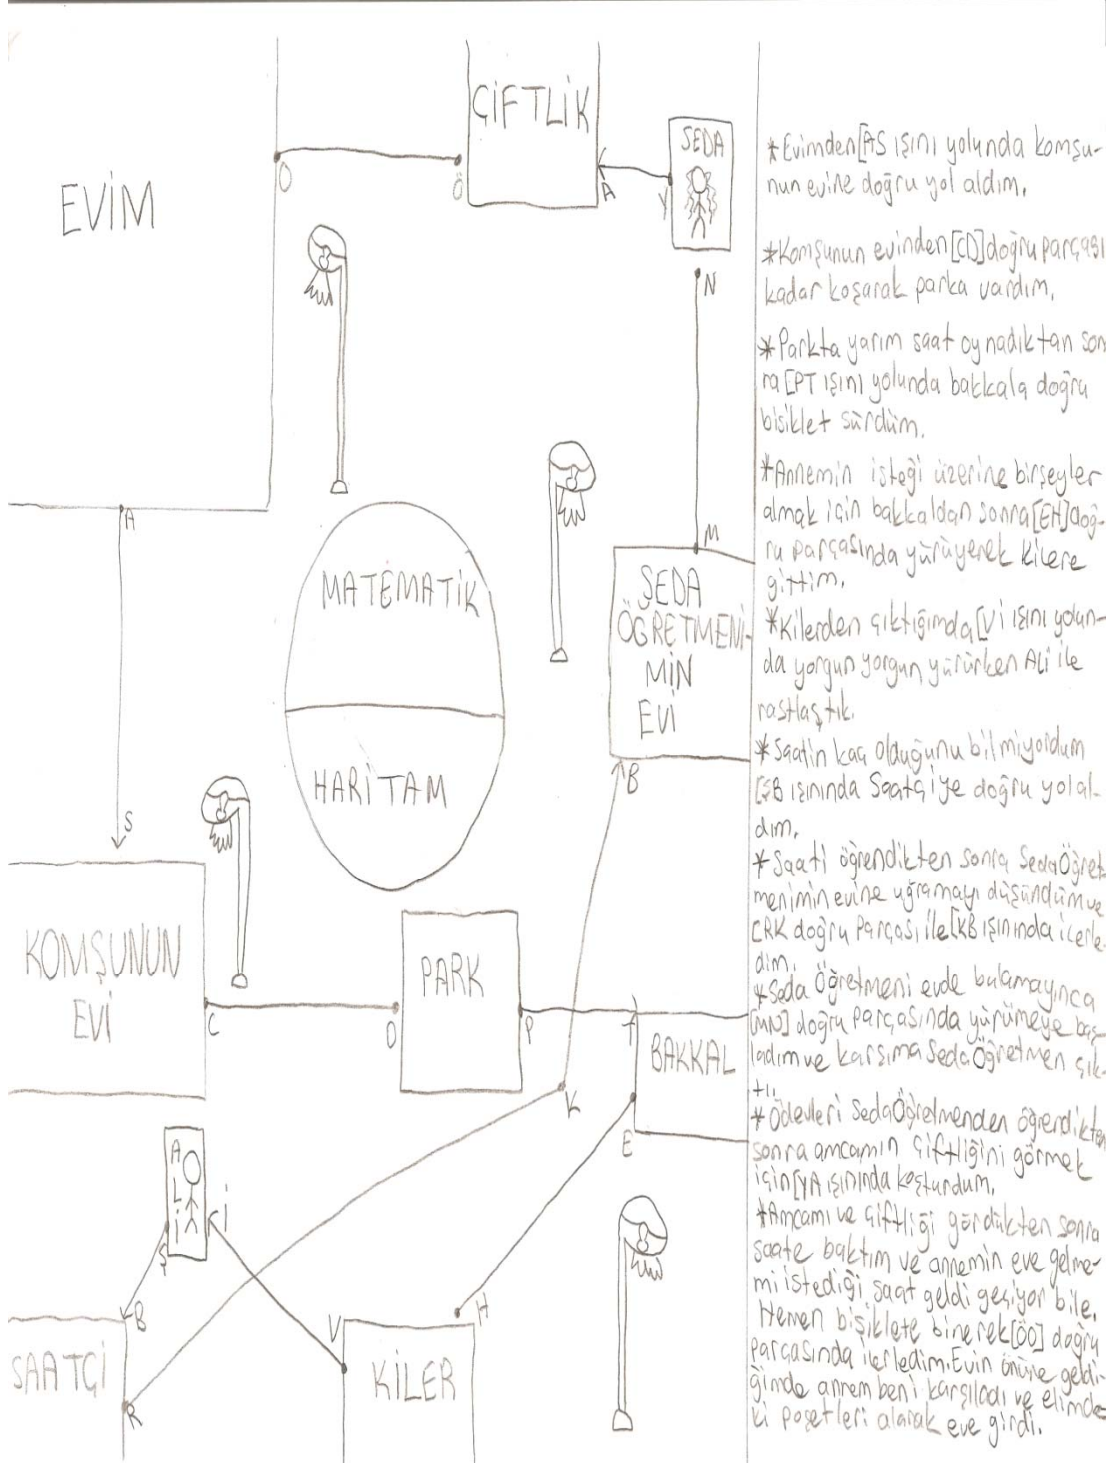 ÇİFTLİK
SEDA
EVİM
O
Ö
A
Y
N
A
M
MATEMATİK
HARİTAM
ŞEDA
ÖĞRETMENİ-
MİN
EVİ
B
S
KOMŞUNUN
EVİ
C
D
PARK
P
T
BAKKAL
K
E
ALİ
İ
Ş
B
H
V
SAATÇİ
R
KİLER
*Evimden[AS ışını yolunda komşu-
nun evine doğru yol aldım.
*Komşunun evinden[CD]doğru parçası
kadar koşarak parka vardım.
*Parkta yarım saat oynadıktan son
ra [PT ışını yolunda bakkala doğru
bisiklet sürdüm.
*Annemin isteği üzerine birşeyler
almak için bakkaldan sonra[EH]doğ-
ru parçasında yürüyerek kilere
gittim.
*Kilerden çıktığımda[Vİ ışını yolun-
da yorgun yorgun yürürken Ali ile
rastlaştık.
*Saatin kaç olduğunu bilmiyordum
[ŞB ışınında Saatçiye doğru yol al-
dım.
*Saati öğrendikten sonra SedaÖğret-
menimin evine uğramayı düşündüm ve
[RK doğru Parçası ile[KB ışınında ilerle-
dim.
*Seda Öğretmeni evde bulamayınca
[MN] doğru parçasında yürümeye baş-
ladım ve karşıma SedaÖğretmen çık-
tı.
*Ödevleri SedaÖğretmenden öğrendikten
sonra amcamın çiftliğini görmek
için[YA ışınında koşturdum.
*Amcamı ve çiftliği gördükten sonra
saate baktım ve annemin eve gelme-
mi istediği saat geldi geçiyor bile.
Hemen bisiklete binerek[ÖO] doğru
parçasında ilerledim.Evin önüne geldi-
ğimde annem beni karşıladı ve elimde-
ki poşetleri alarak eve girdi.